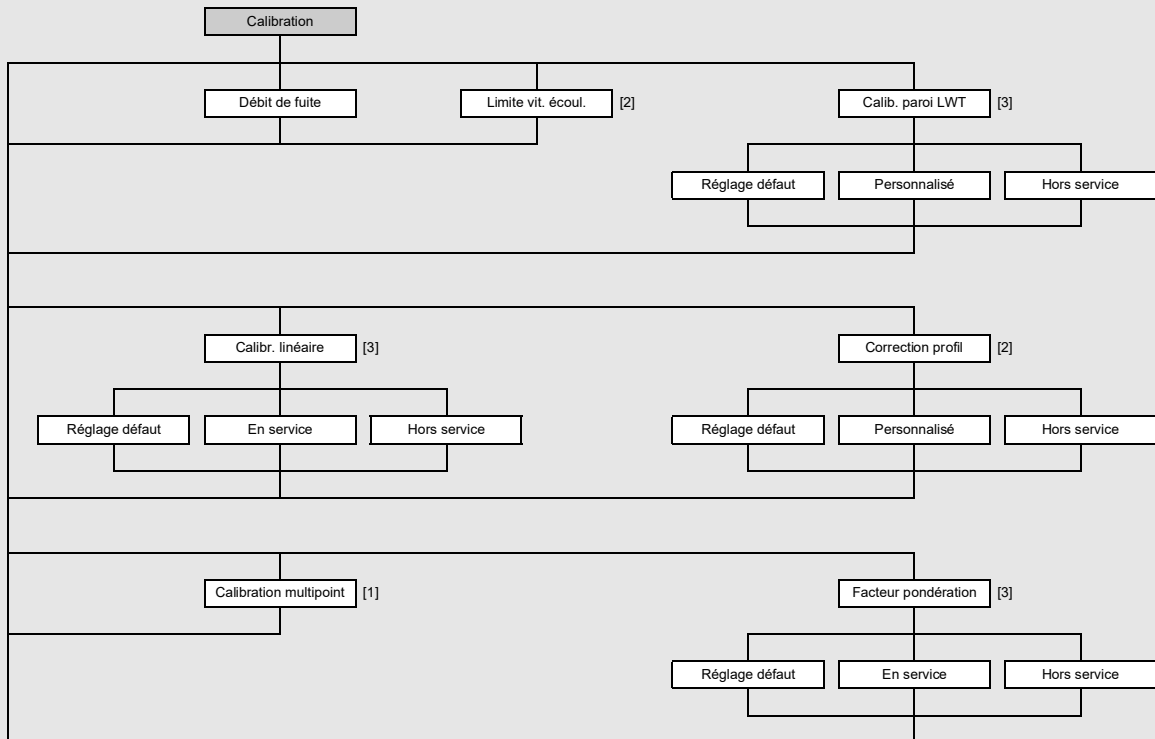 Calibration
Débit de fuite
Limite vit. écoul. [2]
Calib. paroi LWT [3]
Réglage défaut
Personnalisé
Hors service
Calibr. linéaire [3]
Correction profil [2]
Réglage défaut
En service
Hors service
Réglage défaut
Personnalisé
Hors service
Calibration multipoint [1]
Facteur pondération [3]
Réglage défaut
En service
Hors service